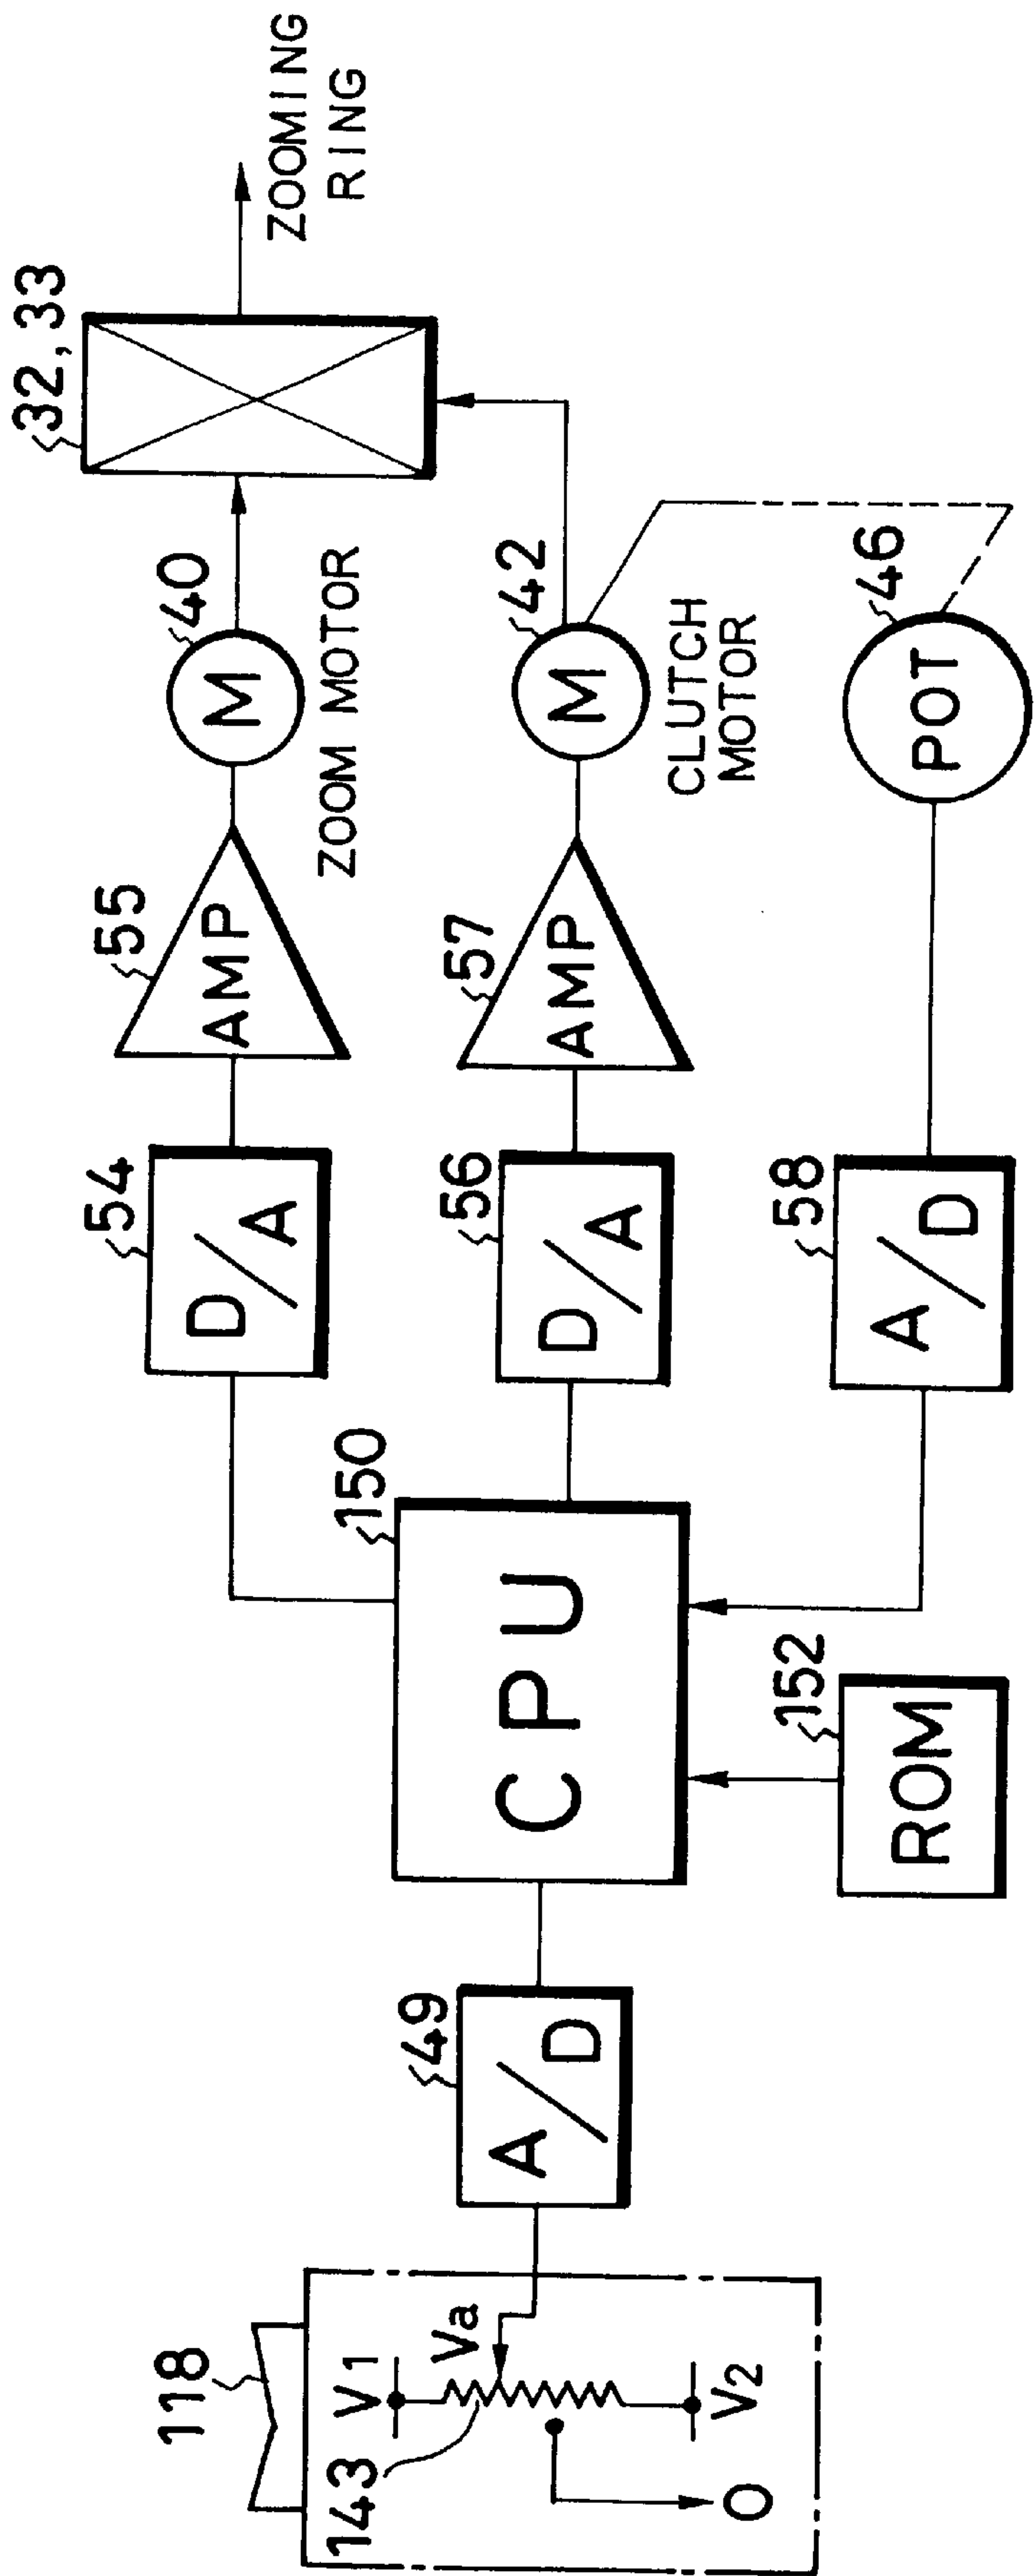 118
V1
Va
143
V2
0
49
A/D
150
CPU
152
ROM
54
D/A
55
AMP
40
M
ZOOM MOTOR
32, 33
ZOOMING
RING
56
D/A
57
AMP
42
M
CLUTCH
MOTOR
58
A/D
46
POT